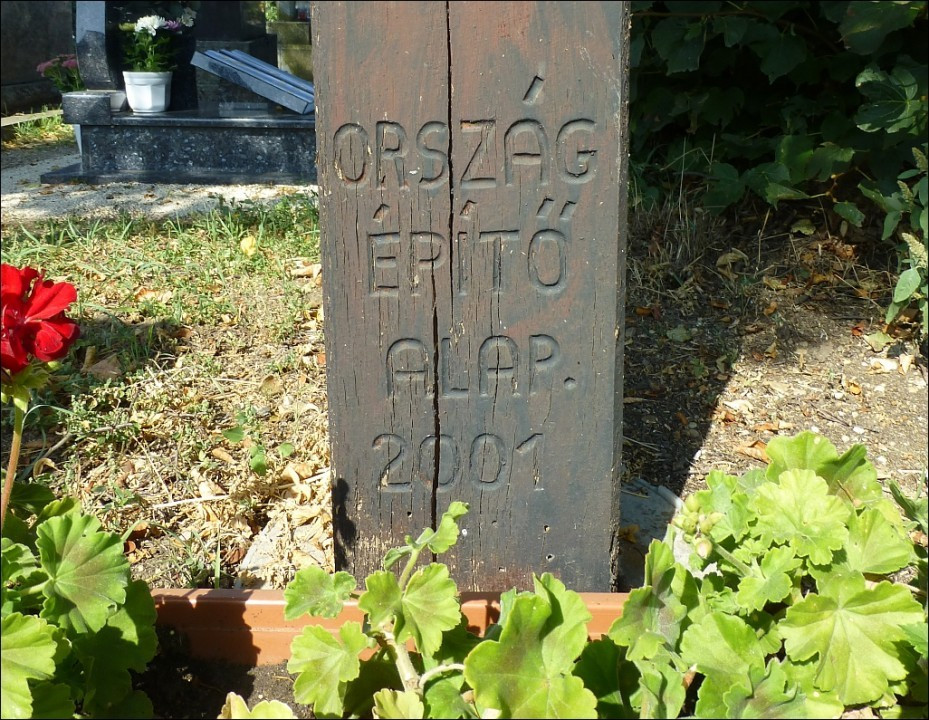 ORSZÁG
ÉPÍTŐ
ALAP.
2001